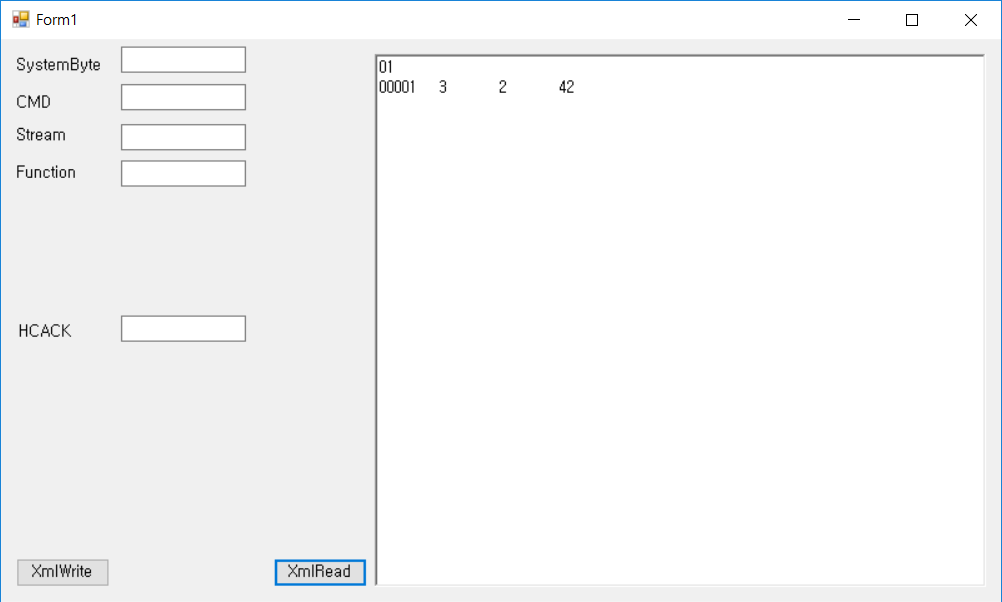 Form1
SystemByte
CMD
Stream
Function
HCACK
XmlWrite
XmlRead
01
00001 3 2 42